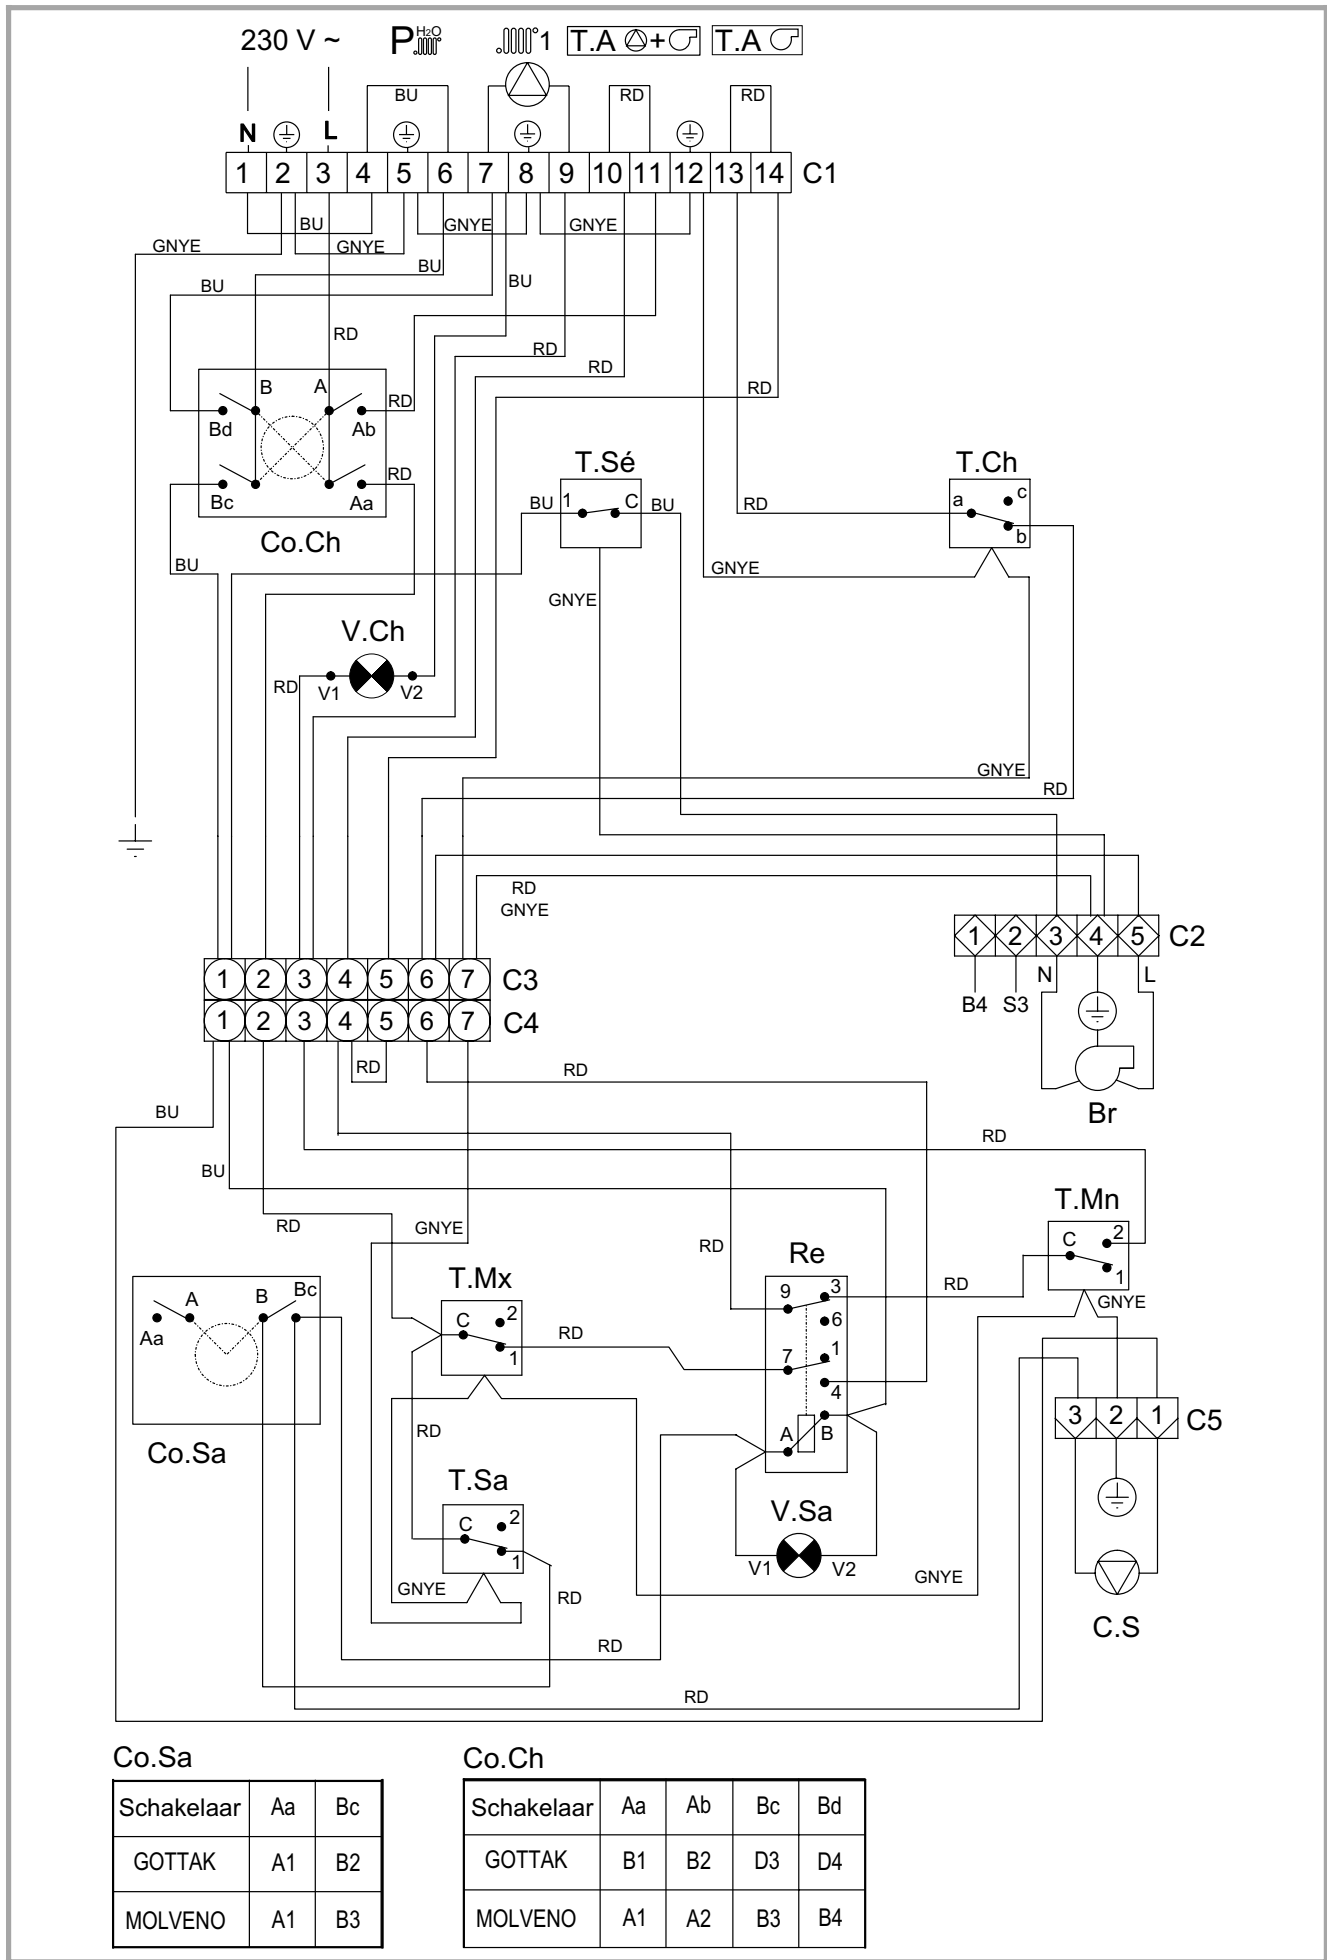 230 V ~ P H2O 1 T.A + T.A
BU RD RD
N L
1 2 3 4 5 6 7 8 9 10 11 12 13 14 C1
BU GNYE GNYE
GNYE GNYE
BU
BU BU
RD
RD
RD
RD
B A
RD
Bd Ab
RD
Bc Aa
Co.Ch
T.Sé
BU 1 C BU
T.Ch
RD a c
b
BU
GNYE
GNYE
V.Ch
RD V1 V2
GNYE
RD
RD
GNYE
1 2 3 4 5 C2
N L
B4 S3
Br
1 2 3 4 5 6 7 C3
1 2 3 4 5 6 7 C4
RD RD
BU
RD
BU
RD GNYE
RD
T.Mn
C 2
1
GNYE
Re
9 3
6
7 1
4
A B
RD
A B Bc
Aa
Co.Sa
T.Mx
C 2
1
RD
RD
T.Sa
C 2
1
GNYE
RD
V.Sa
V1 V2
GNYE
3 2 1 C5
C.S
RD
RD
Co.Sa
Schakelaar Aa Bc
GOTTAK A1 B2
MOLVENO A1 B3
Co.Ch
Schakelaar Aa Ab Bc Bd
GOTTAK B1 B2 D3 D4
MOLVENO A1 A2 B3 B4